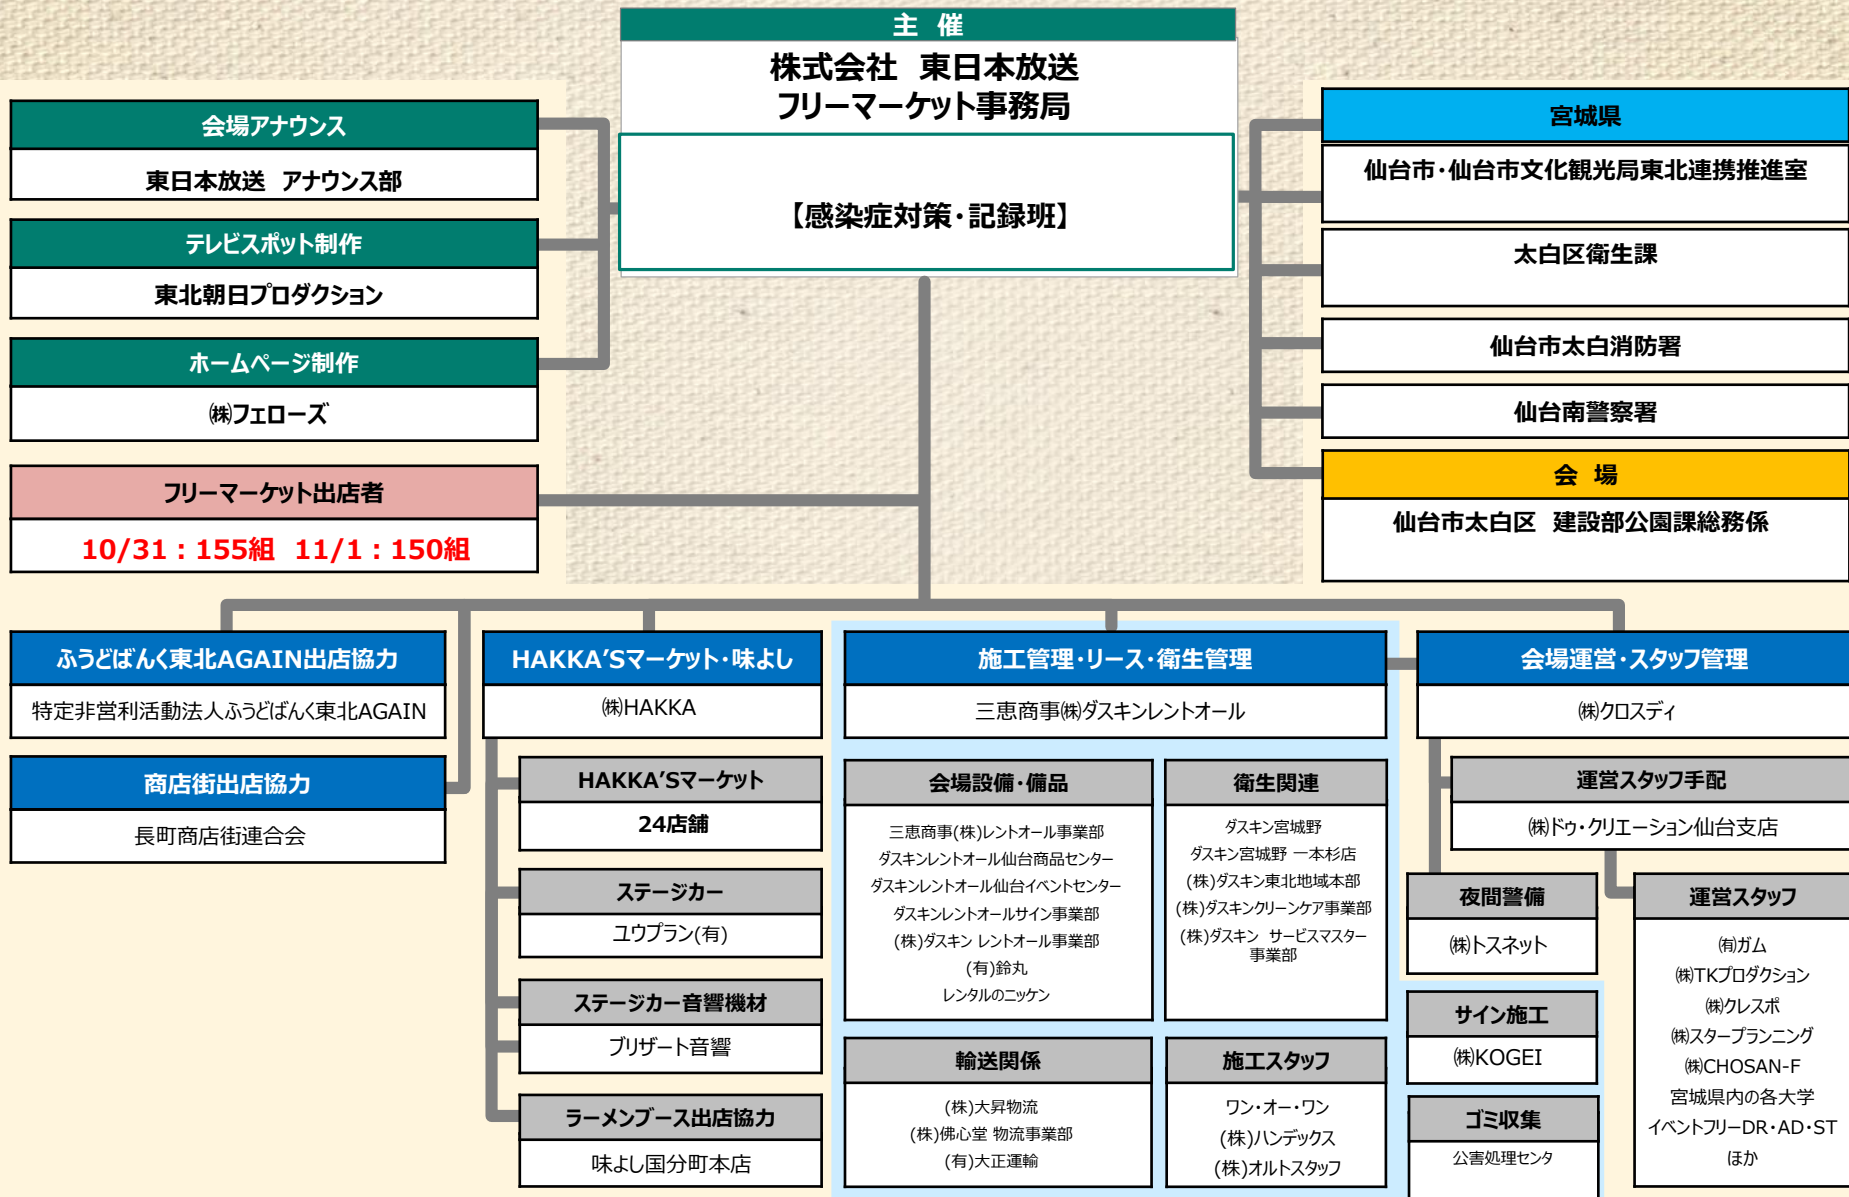 主 催
株式会社 東日本放送
フリーマーケット事務局
【感染症対策・記録班】
会場アナウンス
東日本放送 アナウンス部
テレビスポット制作
東北朝日プロダクション
ホームページ制作
㈱フェローズ
フリーマーケット出店者
10/31：155組 11/1：150組
宮城県
仙台市・仙台市文化観光局東北連携推進室
太白区衛生課
仙台市太白消防署
仙台南警察署
会 場
仙台市太白区 建設部公園課総務係
ふうどばんく東北AGAIN出店協力
特定非営利活動法人ふうどばんく東北AGAIN
商店街出店協力
長町商店街連合会
HAKKA’Sマーケット・味よし
㈱HAKKA
HAKKA’Sマーケット
24店舗
ステージカー
ユウプラン(有)
ステージカー音響機材
ブリザート音響
ラーメンブース出店協力
味よし国分町本店
施工管理・リース・衛生管理
三恵商事㈱ダスキンレントオール
会場設備・備品
三恵商事(株)レントオール事業部
ダスキンレントオール仙台商品センター
ダスキンレントオール仙台イベントセンター
ダスキンレントオールサイン事業部
(株)ダスキン レントオール事業部
(有)鈴丸
レンタルのニッケン
衛生関連
ダスキン宮城野
ダスキン宮城野 一本杉店
(株)ダスキン東北地域本部
(株)ダスキンクリーンケア事業部
(株)ダスキン サービスマスター
事業部
輸送関係
(株)大昇物流
(株)佛心堂 物流事業部
(有)大正運輸
施工スタッフ
ワン・オー・ワン
(株)ハンデックス
(株)オルトスタッフ
会場運営・スタッフ管理
㈱クロスディ
運営スタッフ手配
㈱ドゥ・クリエーション仙台支店
夜間警備
㈱トスネット
サイン施工
㈱KOGEI
ゴミ収集
公害処理センタ
運営スタッフ
㈲ガム
㈱TKプロダクション
㈱クレスポ
㈱スタープランニング
㈱CHOSAN-F
宮城県内の各大学
イベントフリーDR・AD・ST
ほか